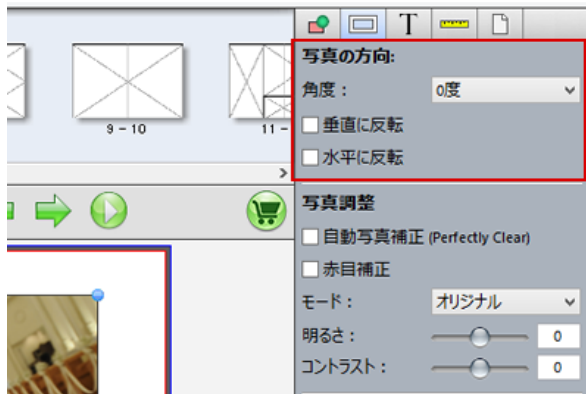 T
9 - 10
11 -
写真の方向:
角度：
0度
垂直に反転
水平に反転
写真調整
自動写真補正 (Perfectly Clear)
赤目補正
モード：
オリジナル
明るさ：
0
コントラスト：
0